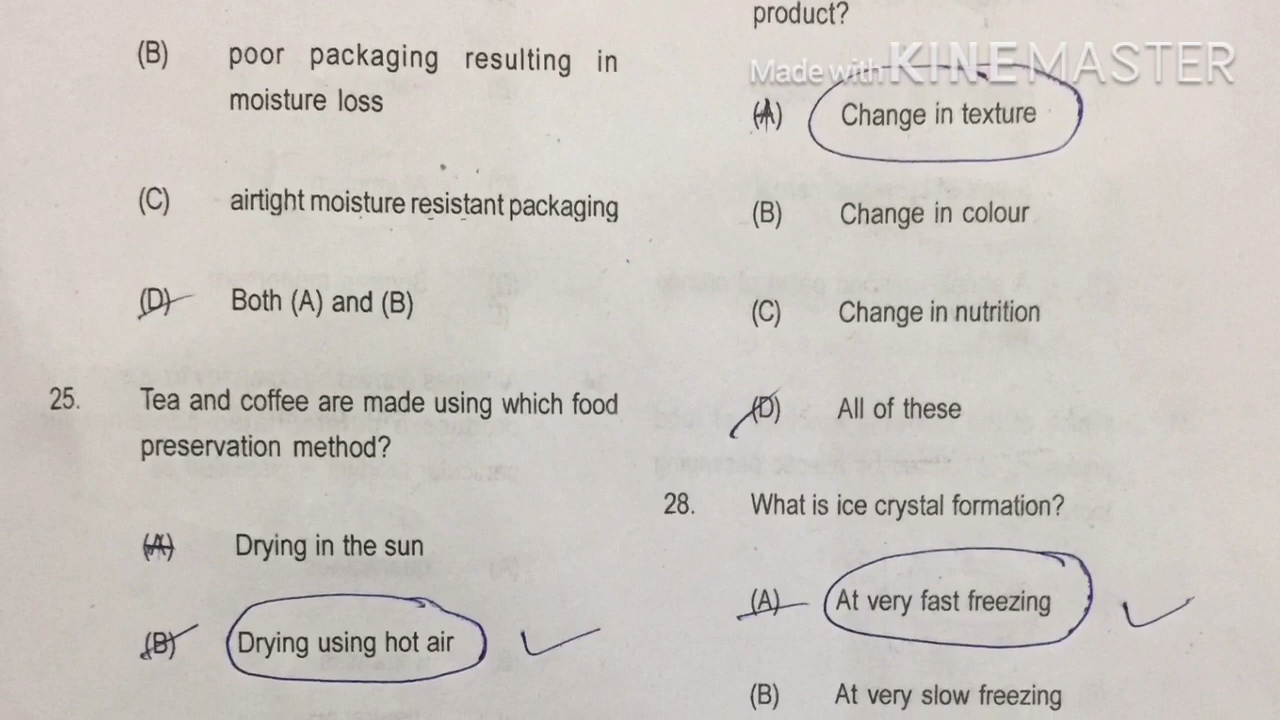 (B) poor packaging resulting in
moisture loss
(C) airtight moisture resistant packaging
(D) Both (A) and (B)
25. Tea and coffee are made using which food
preservation method?
(A) Drying in the sun
(B) Drying using hot air
product?
Made with KINEMASTER
(A) Change in texture
(B) Change in colour
(C) Change in nutrition
(D) All of these
28. What is ice crystal formation?
(A) At very fast freezing
(B) At very slow freezing